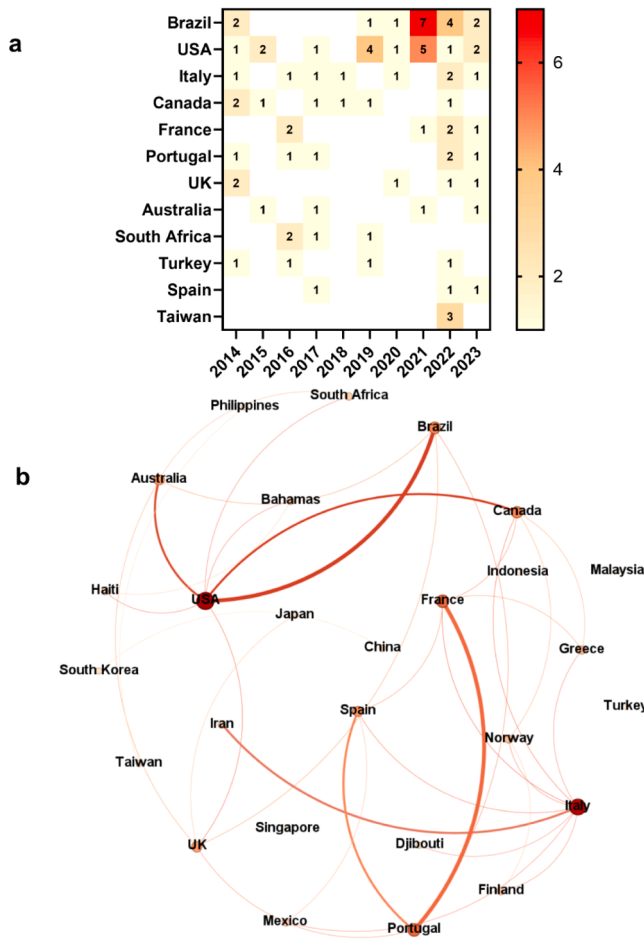 a
Brazil 2 1 1 7 4 2
USA 1 2 1 4 1 5 1 2
Italy 1 1 1 1 1 2 1
Canada 2 1 1 1 1 1
France 2 1 2 1
Portugal 1 1 1 2 1
UK 2 1 1 1
Australia 1 1 1 1
South Africa 2 1 1
Turkey 1 1 1 1
Spain 1 1 1
Taiwan 3
2014 2015 2016 2017 2018 2019 2020 2021 2022 2023
6
4
2
b
South Africa
Philippines
Brazil
Australia
Bahamas
Canada
Indonesia
Malaysia
Haiti
USA
France
Japan
China
Greece
South Korea
Spain
Turkey
Iran
Norway
Taiwan
Italy
Singapore
UK
Djibouti
Finland
Mexico
Portugal